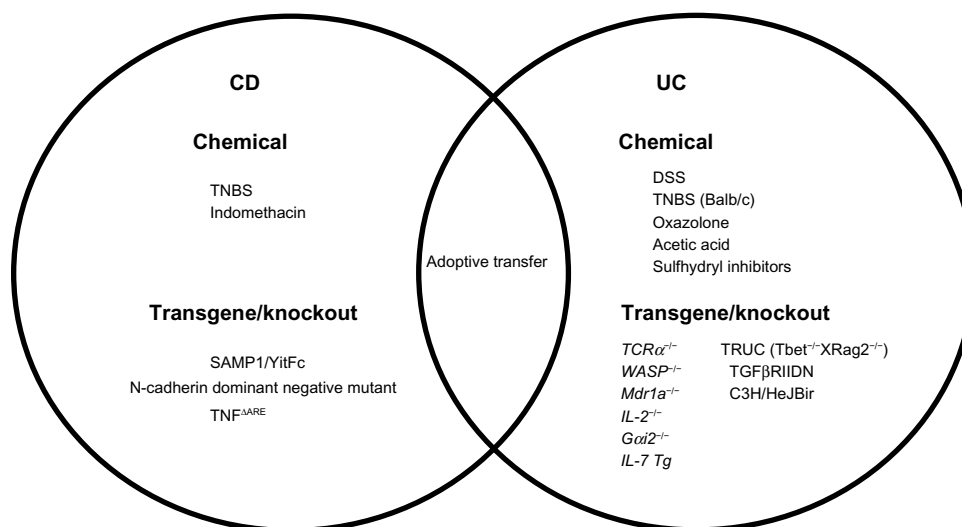 CD
Chemical
TNBS
Indomethacin
Transgene/knockout
SAMP1/YitFc
N-cadherin dominant negative mutant
TNF^ΔARE
Adoptive transfer
UC
Chemical
DSS
TNBS (Balb/c)
Oxazolone
Acetic acid
Sulfhydryl inhibitors
Transgene/knockout
TCRα⁻/⁻ TRUC (Tbet⁻/⁻XRag2⁻/⁻)
WASP⁻/⁻ TGFβRIIDN
Mdr1a⁻/⁻ C3H/HeJBir
IL-2⁻/⁻
Gαi2⁻/⁻
IL-7 Tg